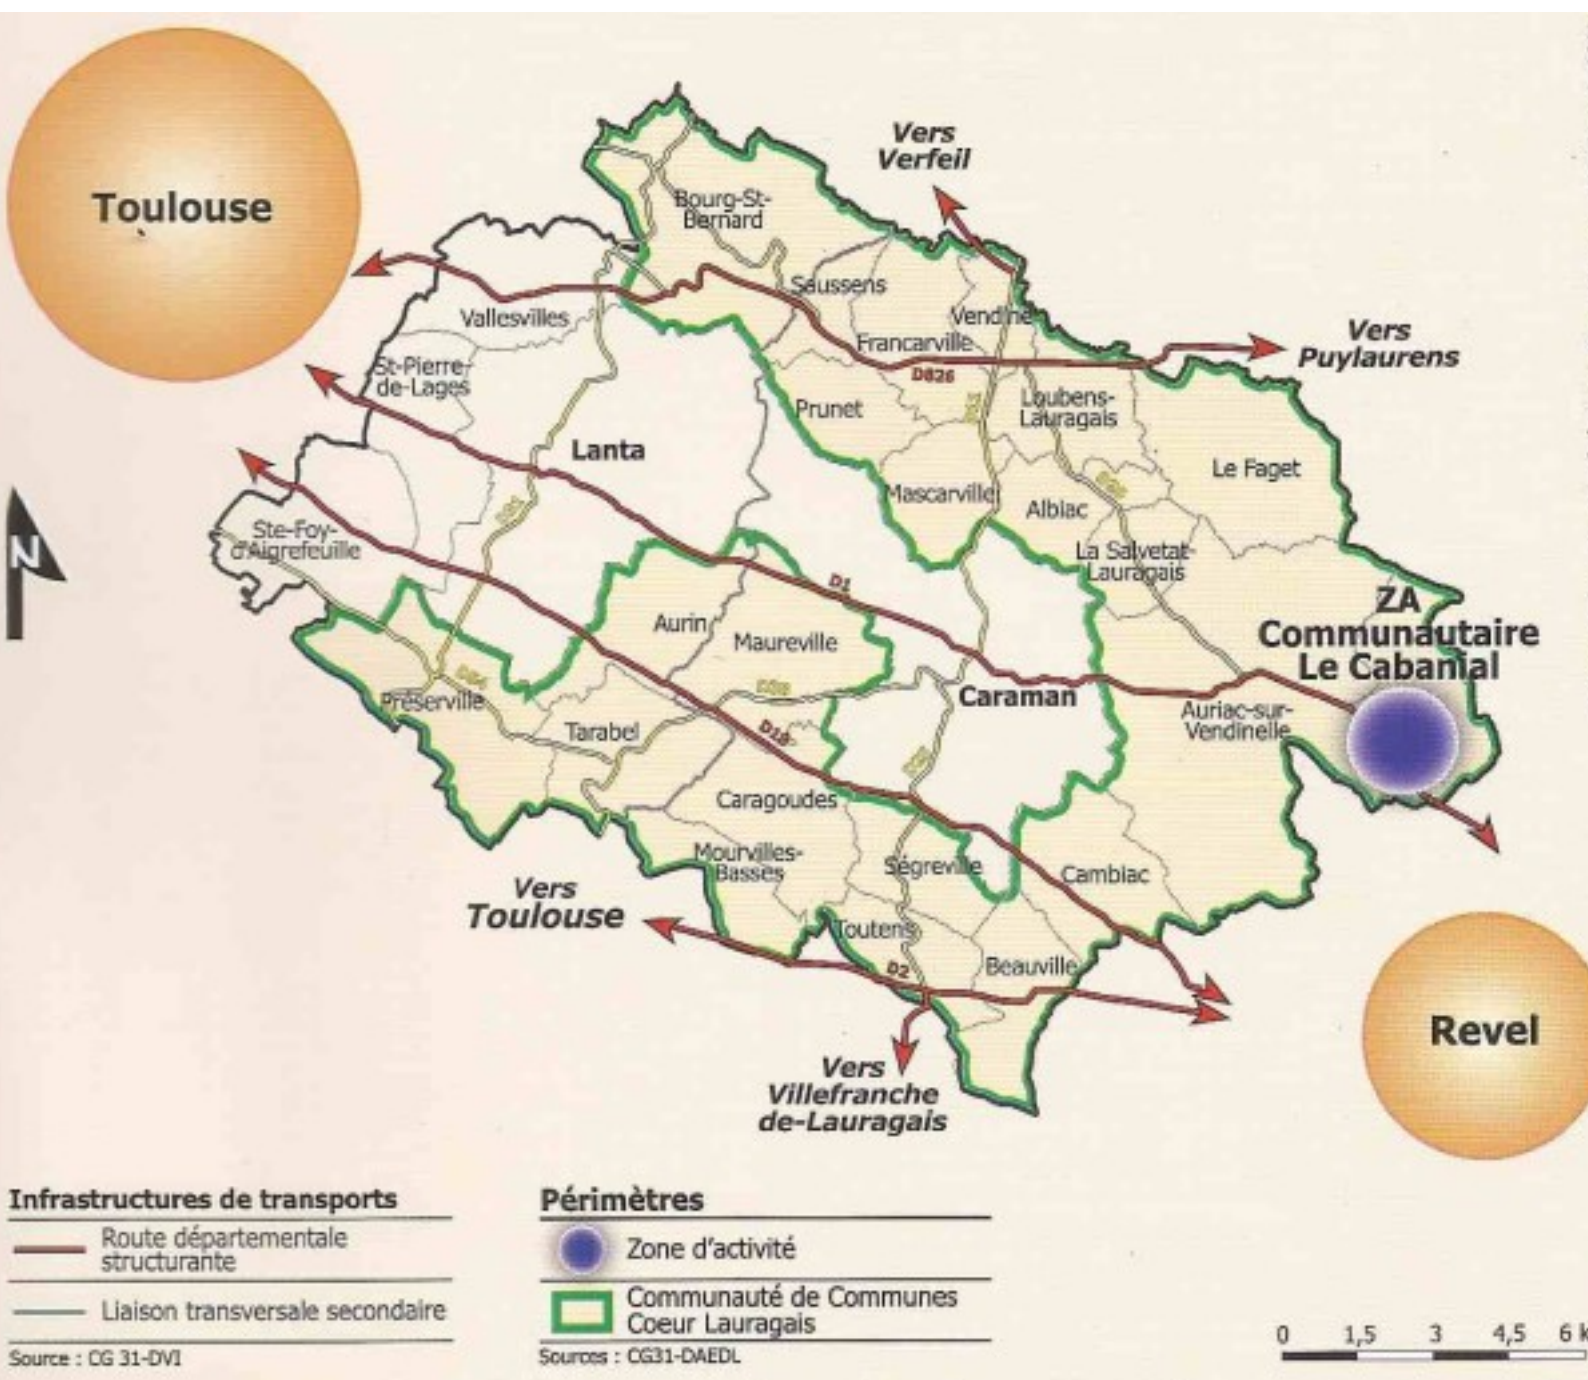 Toulouse
Vers
Verfeil
Bourg-St-
Bernard
Saussens
Vallesvilles
Vendine
Francarville
Vers
Puylaurens
D826
St-Pierre-
de-Lages
Prunet
Loubens-
Lauragais
Lanta
Le Faget
Mascarville
Albiac
N
Ste-Foy-
d'Aigrefeuille
La Salvetat-
Lauragais
D1
ZA
Communautaire
Le Cabanial
Aurin
Maureville
Caraman
Préserville
Tarabel
D18
Auriac-sur-
Vendinelle
Caragoudes
Mourvilles-
Basses
Ségreville
Cambiac
Vers
Toulouse
Toutens
D2
Beauville
Revel
Vers
Villefranche
de-Lauragais
Infrastructures de transports
Route départementale
structurante
Liaison transversale secondaire
Source : CG 31-DVI
Périmètres
Zone d'activité
Communauté de Communes
Coeur Lauragais
Sources : CG31-DAEDL
0 1,5 3 4,5 6 k